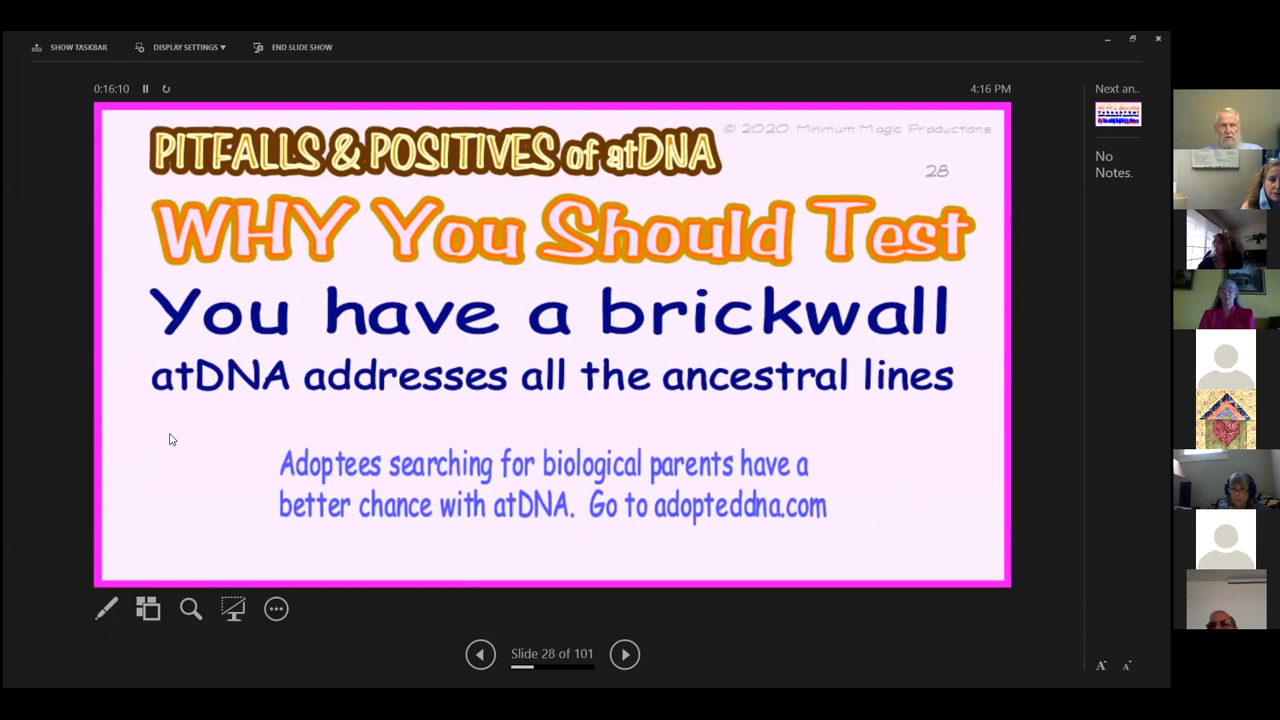 SHOW TASKBAR
DISPLAY SETTINGS ▾
END SLIDE SHOW
0:16:10
4:16 PM
Next an..
PITFALLS & POSITIVES of atDNA
© 2020 Minimum Magic Productions
28
WHY You Should Test
You have a brickwall
atDNA addresses all the ancestral lines
Adoptees searching for biological parents have a
better chance with atDNA. Go to adopteddna.com
No
Notes.
Slide 28 of 101
A A